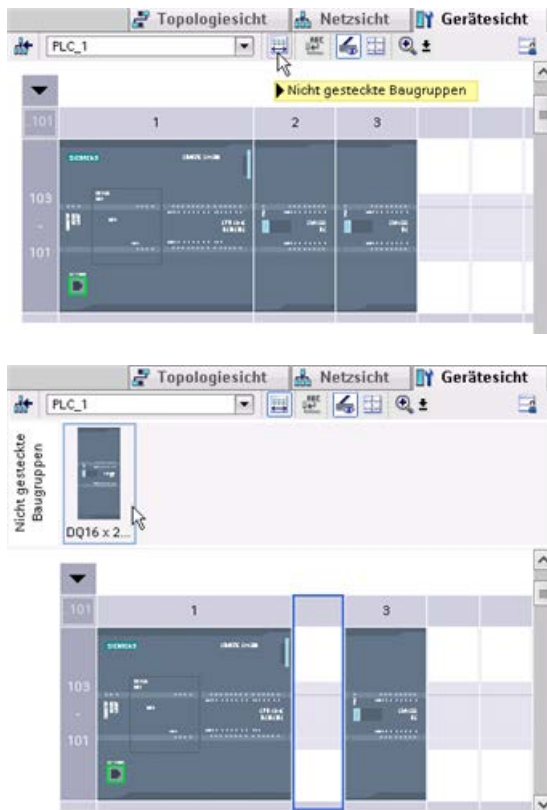 Topologiesicht Netzsicht Gerätesicht
PLC_1
Nicht gesteckte Baugruppen
101 1 2 3
SIEMENS
103
-
101
Topologiesicht Netzsicht Gerätesicht
PLC_1
Nicht gesteckte
Baugruppen
DQ16 x 2...
101 1 3
SIEMENS
103
-
101